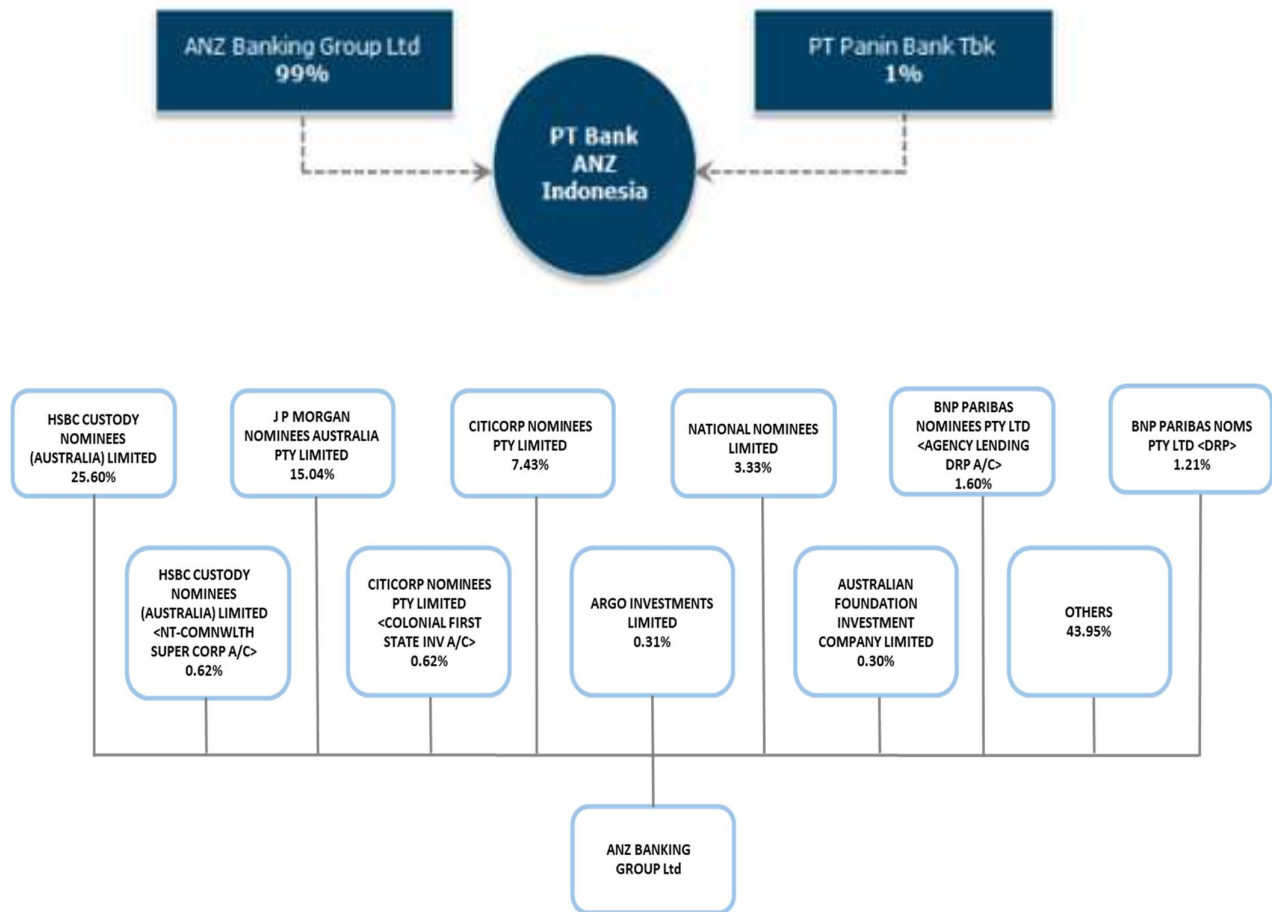 ANZ Banking Group Ltd
99%
PT Panin Bank Tbk
1%
PT Bank
ANZ
Indonesia
HSBC CUSTODY
NOMINEES
(AUSTRALIA) LIMITED
25.60%
J P MORGAN
NOMINEES AUSTRALIA
PTY LIMITED
15.04%
CITICORP NOMINEES
PTY LIMITED
7.43%
NATIONAL NOMINEES
LIMITED
3.33%
BNP PARIBAS
NOMINEES PTY LTD
<AGENCY LENDING
DRP A/C>
1.60%
BNP PARIBAS NOMS
PTY LTD <DRP>
1.21%
HSBC CUSTODY
NOMINEES
(AUSTRALIA) LIMITED
<NT-COMNWLTH
SUPER CORP A/C>
0.62%
CITICORP NOMINEES
PTY LIMITED
<COLONIAL FIRST
STATE INV A/C>
0.62%
ARGO INVESTMENTS
LIMITED
0.31%
AUSTRALIAN
FOUNDATION
INVESTMENT
COMPANY LIMITED
0.30%
OTHERS
43.95%
ANZ BANKING
GROUP Ltd